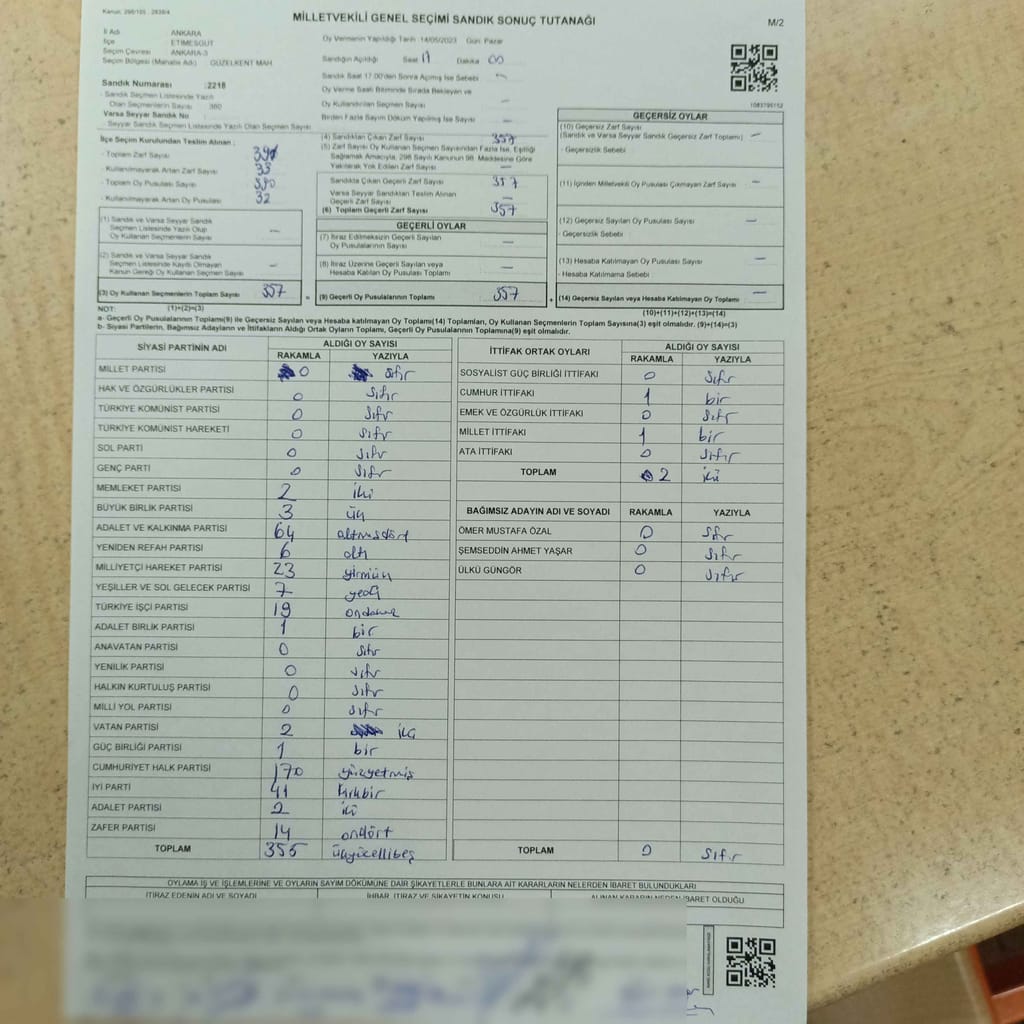 Kanun: 298/105 , 2839/4
MİLLETVEKİLİ GENEL SEÇİMİ SANDIK SONUÇ TUTANAĞI
M/2
İl Adı ANKARA
İlçe ETİMESGUT
Seçim Çevresi ANKARA-3
Seçim Bölgesi (Mahalle Adı) GÜZELKENT MAH
Oy Vermenin Yapıldığı Tarih :14/05/2023 Gün: Pazar
Sandığın Açıldığı Saat Dakika 00
Sandık Saat 17:00'den Sonra Açılmış İse Sebebi —
Oy Verme Saati Bitiminde Sırada Bekleyen ve
Oy Kullandırılan Seçmen Sayısı —
Birden Fazla Sayım Döküm Yapılmış İse Sayısı —
Sandık Numarası :2218
- Sandık Seçmen Listesinde Yazılı
Olan Seçmenlerin Sayısı 380
Varsa Seyyar Sandık No
- Seyyar Sandık Seçmen Listesinde Yazılı Olan Seçmen Sayısı
İlçe Seçim Kurulundan Teslim Alınan :
- Toplam Zarf Sayısı
- Kullanılmayarak Artan Zarf Sayısı 33
- Toplam Oy Pusulası Sayısı 390
- Kullanılmayarak Artan Oy Pusulası 32
(1) Sandık ve Varsa Seyyar Sandık
Seçmen Listesinde Yazılı Olup
Oy Kullanan Seçmenlerin Sayısı —
(2) Sandık ve Varsa Seyyar Sandık
Seçmen Listesinde Kayıtlı Olmayan
Kanun Gereği Oy Kullanan Seçmen Sayısı —
(3) Oy Kullanan Seçmenlerin Toplam Sayısı 357
(1)+(2)=(3)
(4) Sandıktan Çıkan Zarf Sayısı 357
(5) Zarf Sayısı Oy Kullanan Seçmen Sayısından Fazla İse, Eşitliği
Sağlamak Amacıyla, 298 Sayılı Kanunun 98. Maddesine Göre
Yakılarak Yok Edilen Zarf Sayısı —
Sandıkta Çıkan Geçerli Zarf Sayısı 357
Varsa Seyyar Sandıktan Teslim Alınan
Geçerli Zarf Sayısı —
(6) Toplam Geçerli Zarf Sayısı 357
GEÇERLİ OYLAR
(7) İtiraz Edilmeksizin Geçerli Sayılan
Oy Pusulalarının Sayısı —
(8) İtiraz Üzerine Geçerli Sayılan veya
Hesaba Katılan Oy Pusulası Toplamı —
= (9) Geçerli Oy Pusulalarının Toplamı 357
GEÇERSİZ OYLAR
(10) Geçersiz Zarf Sayısı
(Sandık ve Varsa Seyyar Sandık Geçersiz Zarf Toplamı) —
- Geçersizlik Sebebi
(11) İçinden Milletvekili Oy Pusulası Çıkmayan Zarf Sayısı —
(12) Geçersiz Sayılan Oy Pusulası Sayısı —
- Geçersizlik Sebebi
(13) Hesaba Katılmayan Oy Pusulası Sayısı —
- Hesaba Katılmama Sebebi
+ (14) Geçersiz Sayılan veya Hesaba Katılmayan Oy Toplamı —
(10)+(11)+(12)+(13)=(14)
NOT:
a- Geçerli Oy Pusulaları Toplamı(9) ile Geçersiz Sayılan veya Hesaba katılmayan Oy Toplamı(14) Toplamları, Oy Kullanan Seçmenlerin Toplam Sayısına(3) eşit olmalıdır. (9)+(14)=(3)
b- Siyasi Partilerin, Bağımsız Adayların ve İttifakların Aldığı Ortak Oyların Toplamı, Geçerli Oy Pusulalarının Toplamına(9) eşit olmalıdır.
SİYASİ PARTİNİN ADI ALDIĞI OY SAYISI
RAKAMLA YAZIYLA
MİLLET PARTİSİ 0 sıfır
HAK VE ÖZGÜRLÜKLER PARTİSİ 0 sıfır
TÜRKİYE KOMÜNİST PARTİSİ 0 sıfır
TÜRKİYE KOMÜNİST HAREKETİ 0 sıfır
SOL PARTİ 0 sıfır
GENÇ PARTİ 0 sıfır
MEMLEKET PARTİSİ 2 iki
BÜYÜK BİRLİK PARTİSİ 3 üç
ADALET VE KALKINMA PARTİSİ 64 altmışdört
YENİDEN REFAH PARTİSİ 6 altı
MİLLİYETÇİ HAREKET PARTİSİ 23 yirmiüç
YEŞİLLER VE SOL GELECEK PARTİSİ 7 yedi
TÜRKİYE İŞÇİ PARTİSİ 19 ondokuz
ADALET BİRLİK PARTİSİ 1 bir
ANAVATAN PARTİSİ 0 sıfır
YENİLİK PARTİSİ 0 sıfır
HALKIN KURTULUŞ PARTİSİ 0 sıfır
MİLLİ YOL PARTİSİ 0 sıfır
VATAN PARTİSİ 2 iki
GÜÇ BİRLİĞİ PARTİSİ 1 bir
CUMHURİYET HALK PARTİSİ 170 yüzyetmiş
İYİ PARTİ 41 kırkbir
ADALET PARTİSİ 2 iki
ZAFER PARTİSİ 14 ondört
TOPLAM 355 üçyüzellibeş
İTTİFAK ORTAK OYLARI ALDIĞI OY SAYISI
RAKAMLA YAZIYLA
SOSYALİST GÜÇ BİRLİĞİ İTTİFAKI 0 sıfır
CUMHUR İTTİFAKI 1 bir
EMEK VE ÖZGÜRLÜK İTTİFAKI 0 sıfır
MİLLET İTTİFAKI 1 bir
ATA İTTİFAKI 0 sıfır
TOPLAM 2 iki
BAĞIMSIZ ADAYIN ADI VE SOYADI RAKAMLA YAZIYLA
ÖMER MUSTAFA ÖZAL 0 sıfır
ŞEMSEDDİN AHMET YAŞAR 0 sıfır
ÜLKÜ GÜNGÖR 0 sıfır
TOPLAM 0 sıfır
OYLAMA İŞ VE İŞLEMLERİNE VE OYLARIN SAYIM DÖKÜMÜNE DAİR ŞİKAYETLERLE BUNLARA AİT KARARLARIN NELERDEN İBARET BULUNDUKLARI
İTİRAZ EDENİN ADI VE SOYADI İHBAR, İTİRAZ VE ŞİKAYETİN KONUSU ALINAN KARARIN NEDEN İBARET OLDUĞU